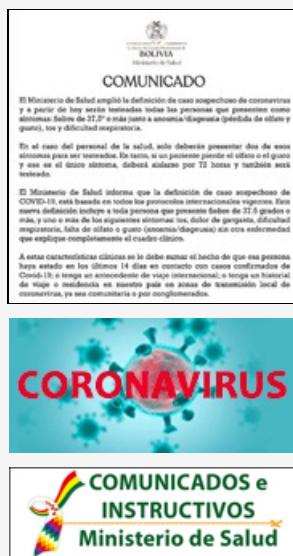 BOLIVIA
Ministerio de Salud
COMUNICADO
El Ministerio de Salud amplió la definición de caso sospechoso de coronavirus
y a partir de hoy serán testeadas todas las personas que presenten como
síntomas: fiebre de 37,5° o más junto a anosmia/disgeusia (pérdida de olfato y
gusto), tos y dificultad respiratoria.
En el caso del personal de la salud, solo deberán presentar dos de esos
síntomas para ser testeados. En tanto, si un paciente pierde el olfato o el gusto
y ese es el único síntoma, deberá aislarse por 72 horas y también será
testeado.
El Ministerio de Salud informa que la definición de caso sospechoso de
COVID-19, está basada en todos los protocolos internacionales vigentes. Esta
nueva definición incluye a toda persona que presente fiebre de 37.5 grados o
más, y uno o más de los siguientes síntomas: tos, dolor de garganta, dificultad
respiratoria, falta de olfato o gusto (anosmia/disgeusia) sin otra enfermedad
que explique completamente el cuadro clínico.
A estas características clínicas se le debe sumar el hecho de que esa persona
haya estado en los últimos 14 días en contacto con casos confirmados de
Covid-19; o tenga un antecedente de viaje internacional; o tenga un historial
de viaje o residencia en nuestro país en zonas de transmisión local de
coronavirus, ya sea comunitaria o por conglomerados.
CORONAVIRUS
COMUNICADOS e
INSTRUCTIVOS
Ministerio de Salud